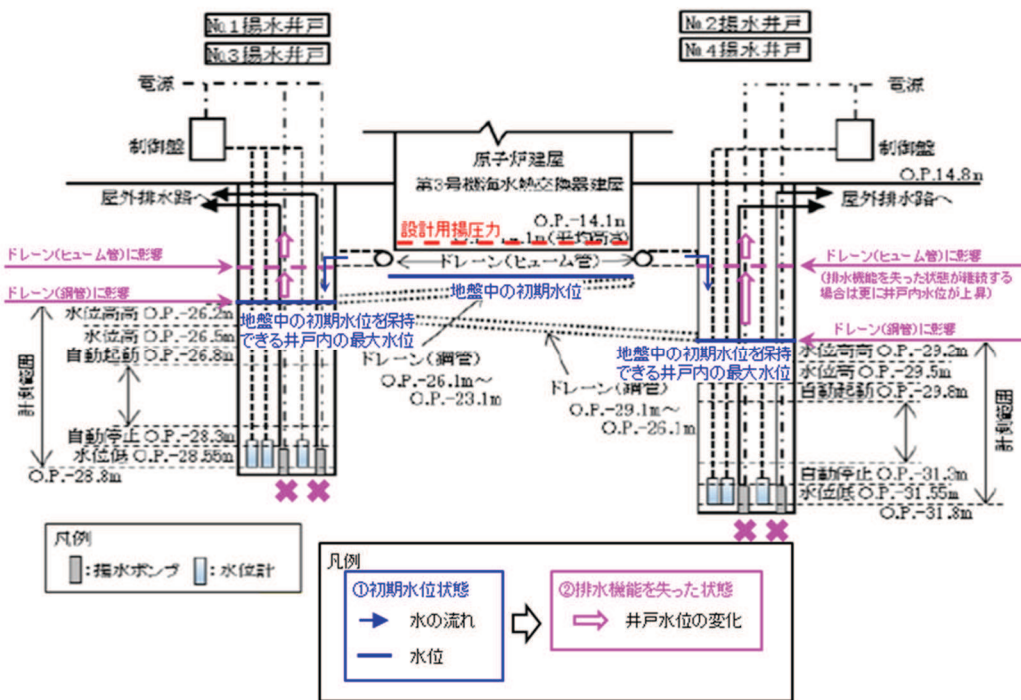 No.1揚水井戸
No.3揚水井戸
No.2揚水井戸
No.4揚水井戸
電源
電源
制御盤
制御盤
原子炉建屋
第3号機海水熱交換器建屋
O.P.14.8m
屋外排水路へ
屋外排水路へ
O.P.-14.1m
設計用揚圧力
(平均高さ)
ドレーン(ヒューム管)に影響
ドレーン(ヒューム管)
ドレーン(ヒューム管)に影響
(排水機能を失った状態が継続する
場合は更に井戸内水位が上昇)
ドレーン(鋼管)に影響
地盤中の初期水位
水位高高 O.P.-26.2m
水位高 O.P.-26.5m
自動起動 O.P.-26.8m
地盤中の初期水位を保持
できる井戸内の最大水位
ドレーン(鋼管)
O.P.-26.1m~
O.P.-23.1m
ドレーン(鋼管)に影響
地盤中の初期水位を保持
できる井戸内の最大水位
水位高高 O.P.-29.2m
水位高 O.P.-29.5m
自動起動 O.P.-29.8m
ドレーン(鋼管)
O.P.-29.1m~
O.P.-26.1m
計測範囲
計測範囲
自動停止 O.P.-28.3m
水位低 O.P.-28.55m
O.P.-28.8m
自動停止 O.P.-31.3m
水位低 O.P.-31.55m
O.P.-31.8m
凡例
:揚水ポンプ :水位計
凡例
①初期水位状態
水の流れ
水位
②排水機能を失った状態
井戸水位の変化